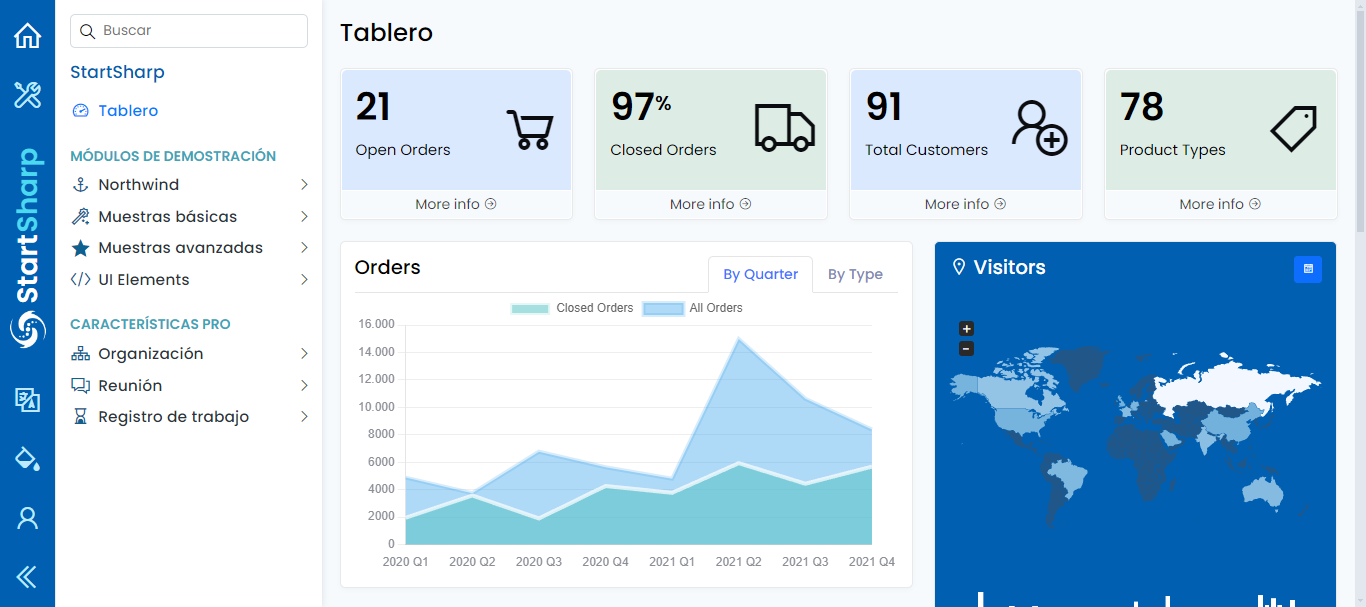 StartSharp
Buscar
StartSharp
Tablero
MÓDULOS DE DEMOSTRACIÓN
Northwind
Muestras básicas
Muestras avanzadas
UI Elements
CARACTERÍSTICAS PRO
Organización
Reunión
Registro de trabajo
Tablero
21
Open Orders
More info
97%
Closed Orders
More info
91
Total Customers
More info
78
Product Types
More info
Orders
By Quarter
By Type
Closed Orders
All Orders
16.000
14.000
12.000
10.000
8000
6000
4000
2000
0
2020 Q1
2020 Q2
2020 Q3
2020 Q4
2021 Q1
2021 Q2
2021 Q3
2021 Q4
Visitors
+
−